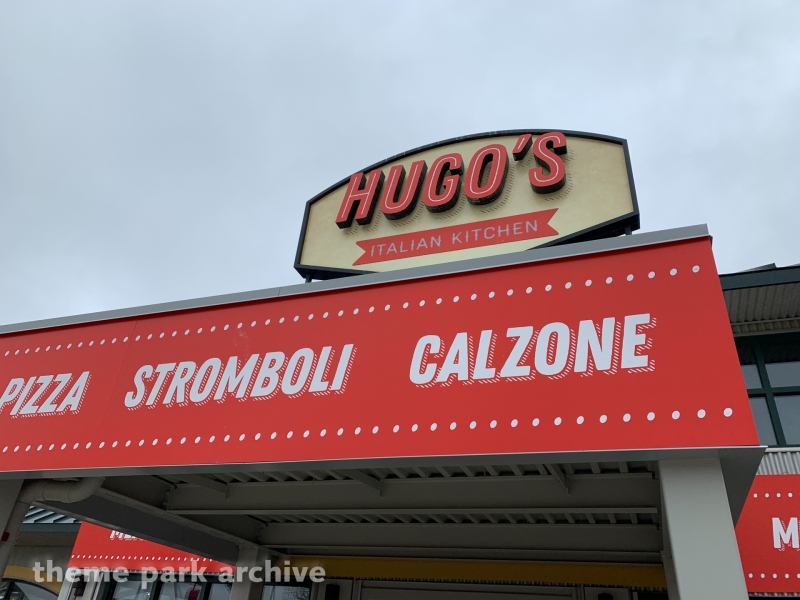 HUGO'S
ITALIAN KITCHEN
PIZZA STROMBOLI CALZONE
theme park archive